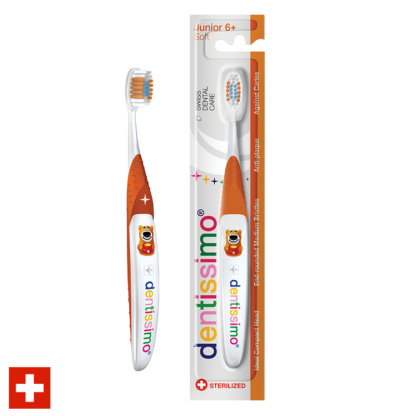 Junior 6+
Soft
SWISS
DENTAL
CARE
Against Caries
Anti-plaque
End-rounded Medium Bristles
Ideal Compact Head
dentissimo®
dentissimo®
dentissimo®
STERILIZED